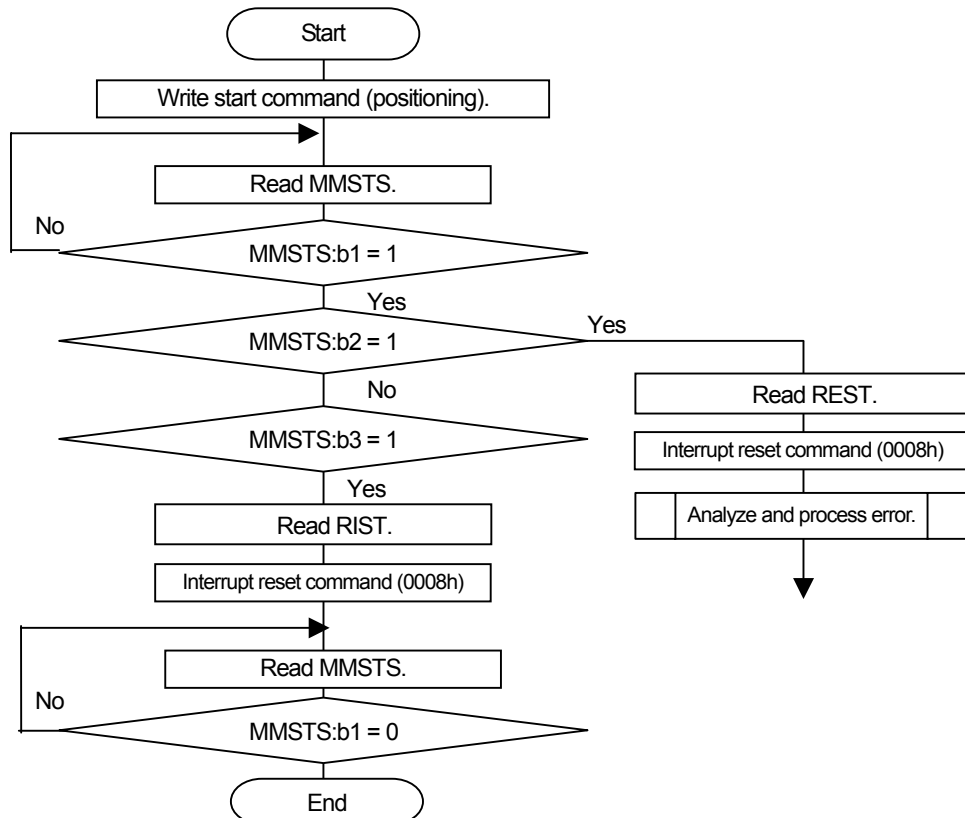 Start
Write start command (positioning).
Read MMSTS.
No
MMSTS:b1 = 1
Yes
MMSTS:b2 = 1
Yes
No
Read REST.
MMSTS:b3 = 1
Interrupt reset command (0008h)
Yes
Read RIST.
Analyze and process error.
Interrupt reset command (0008h)
Read MMSTS.
No
MMSTS:b1 = 0
End